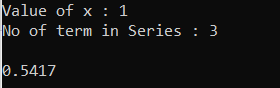 Value of x : 1
No of term in Series : 3
0.5417